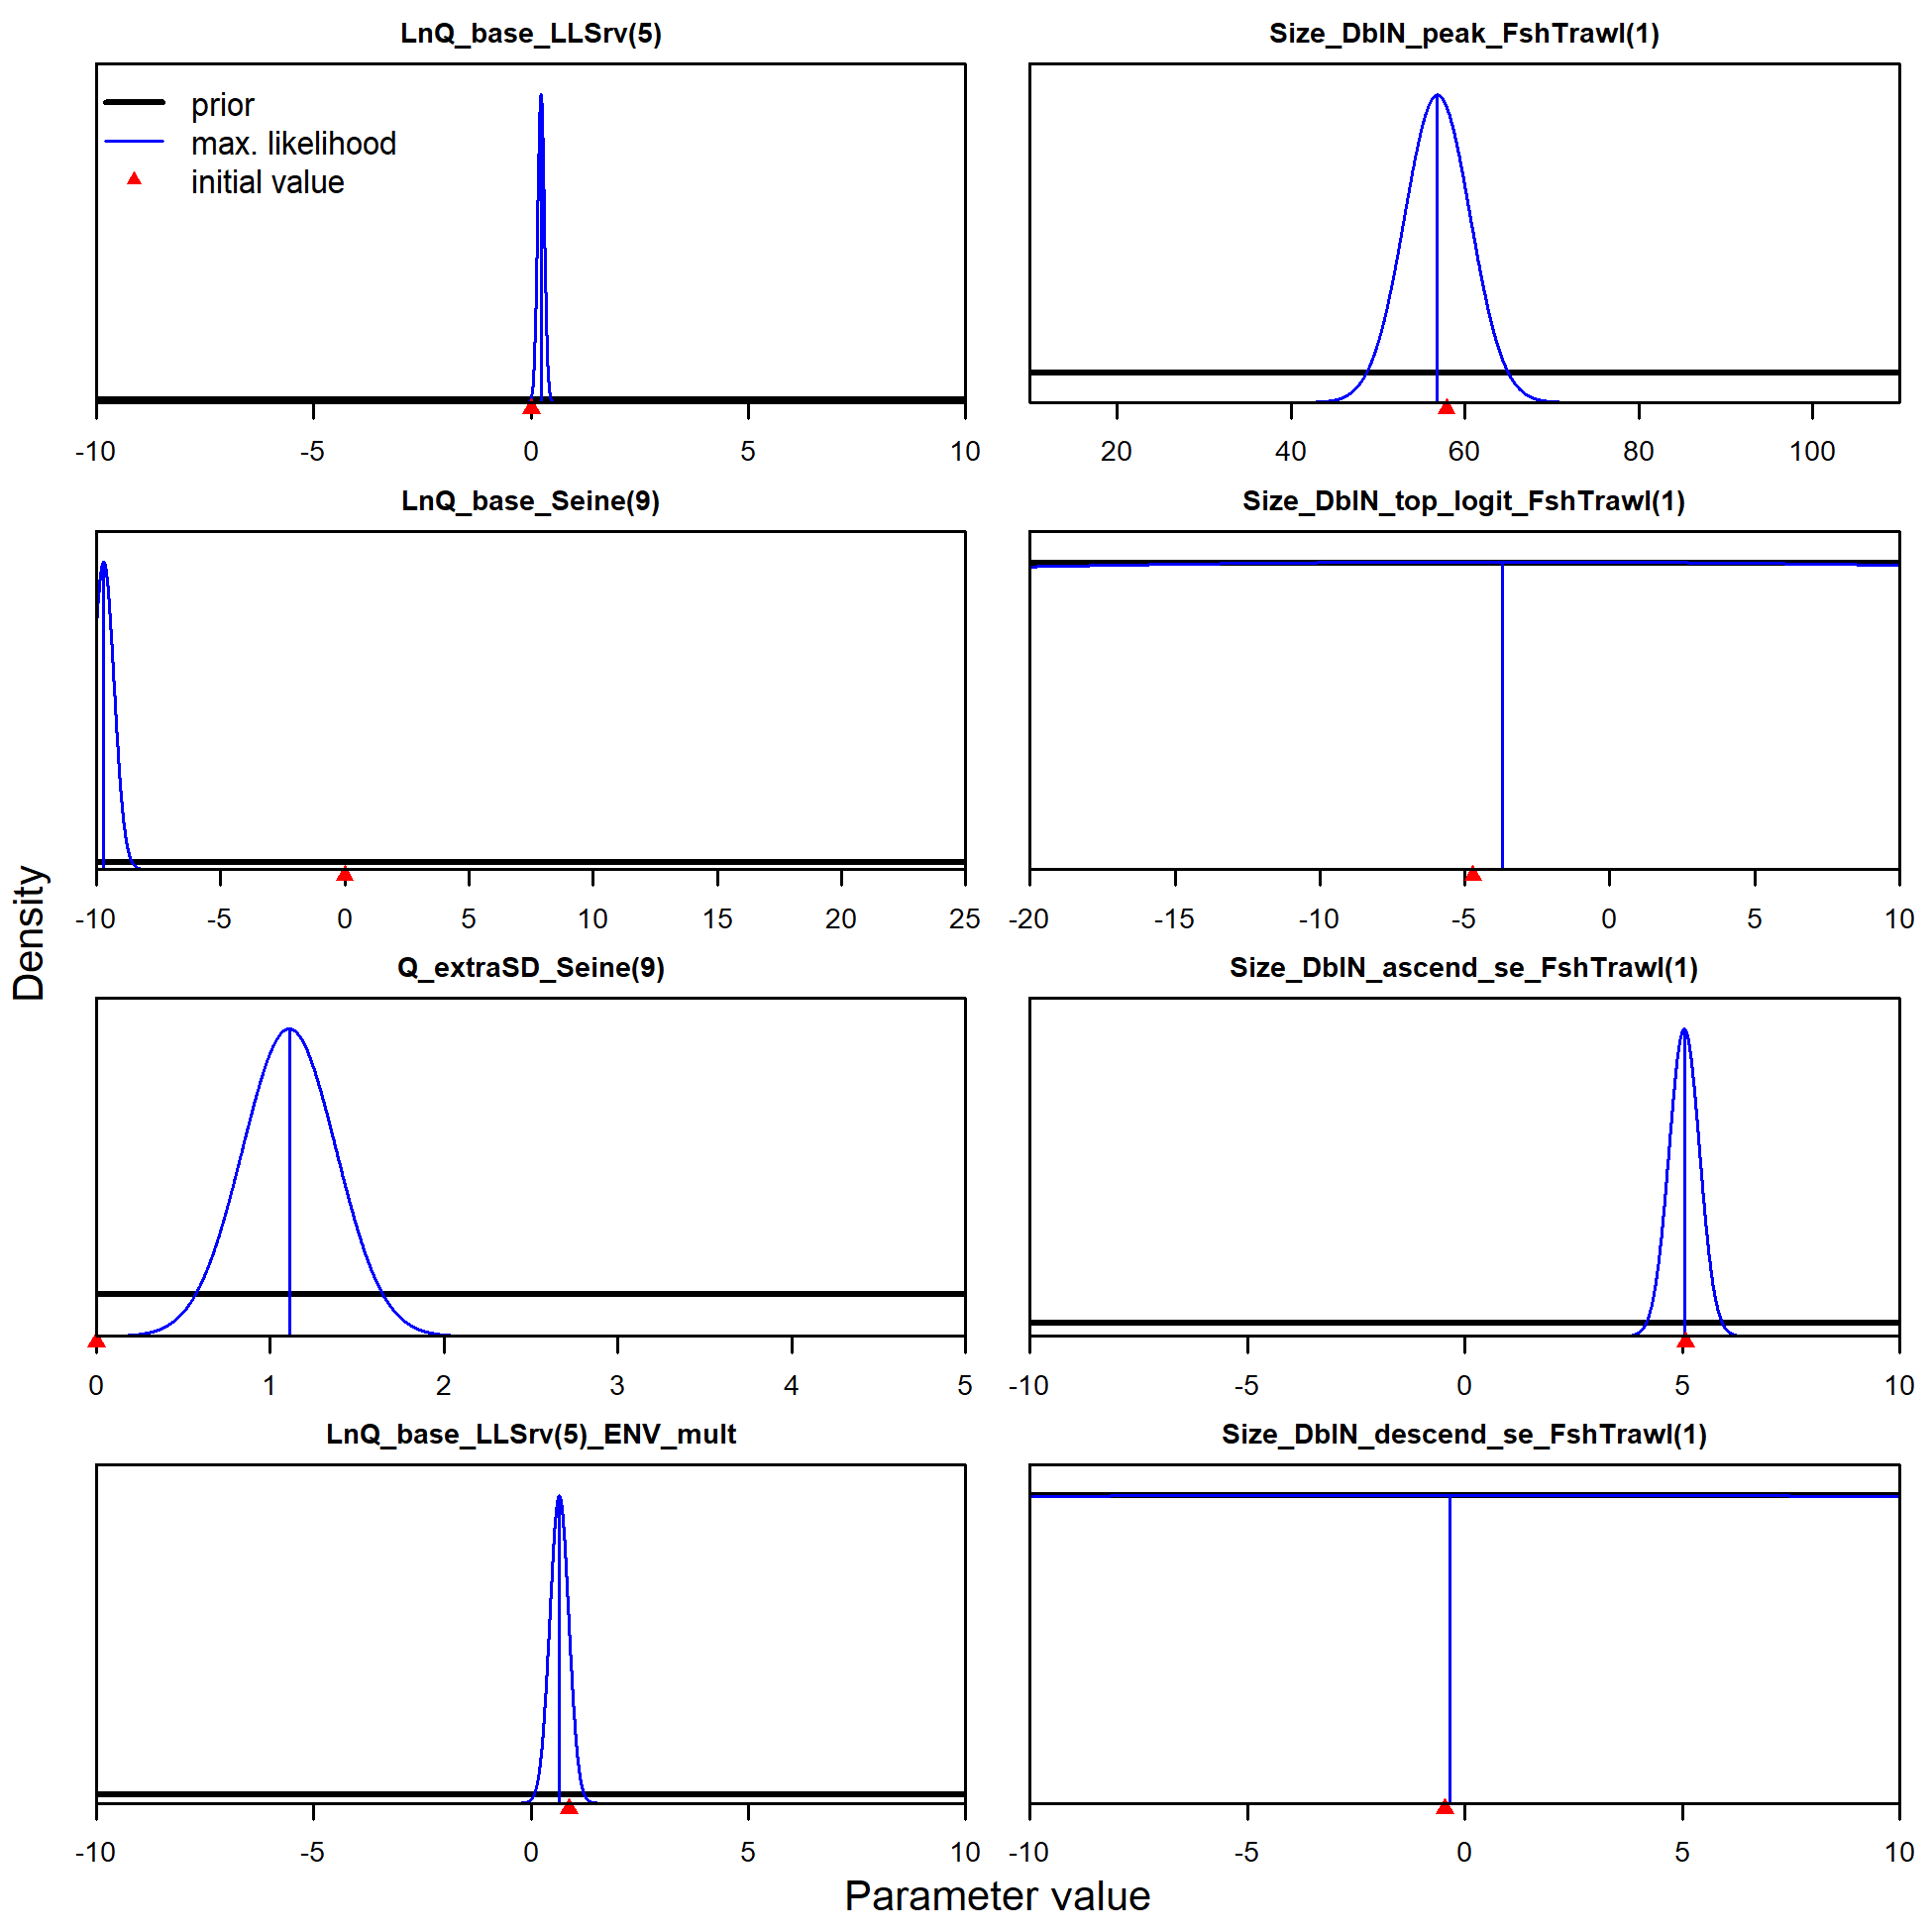 LnQ_base_LLSrv(5)
prior
max. likelihood
initial value
-10 -5 0 5 10
Size_DblN_peak_FshTrawl(1)
20 40 60 80 100
LnQ_base_Seine(9)
-10 -5 0 5 10 15 20 25
Size_DblN_top_logit_FshTrawl(1)
-20 -15 -10 -5 0 5 10
Q_extraSD_Seine(9)
0 1 2 3 4 5
Size_DblN_ascend_se_FshTrawl(1)
-10 -5 0 5 10
LnQ_base_LLSrv(5)_ENV_mult
-10 -5 0 5 10
Size_DblN_descend_se_FshTrawl(1)
-10 -5 0 5 10
Density
Parameter value